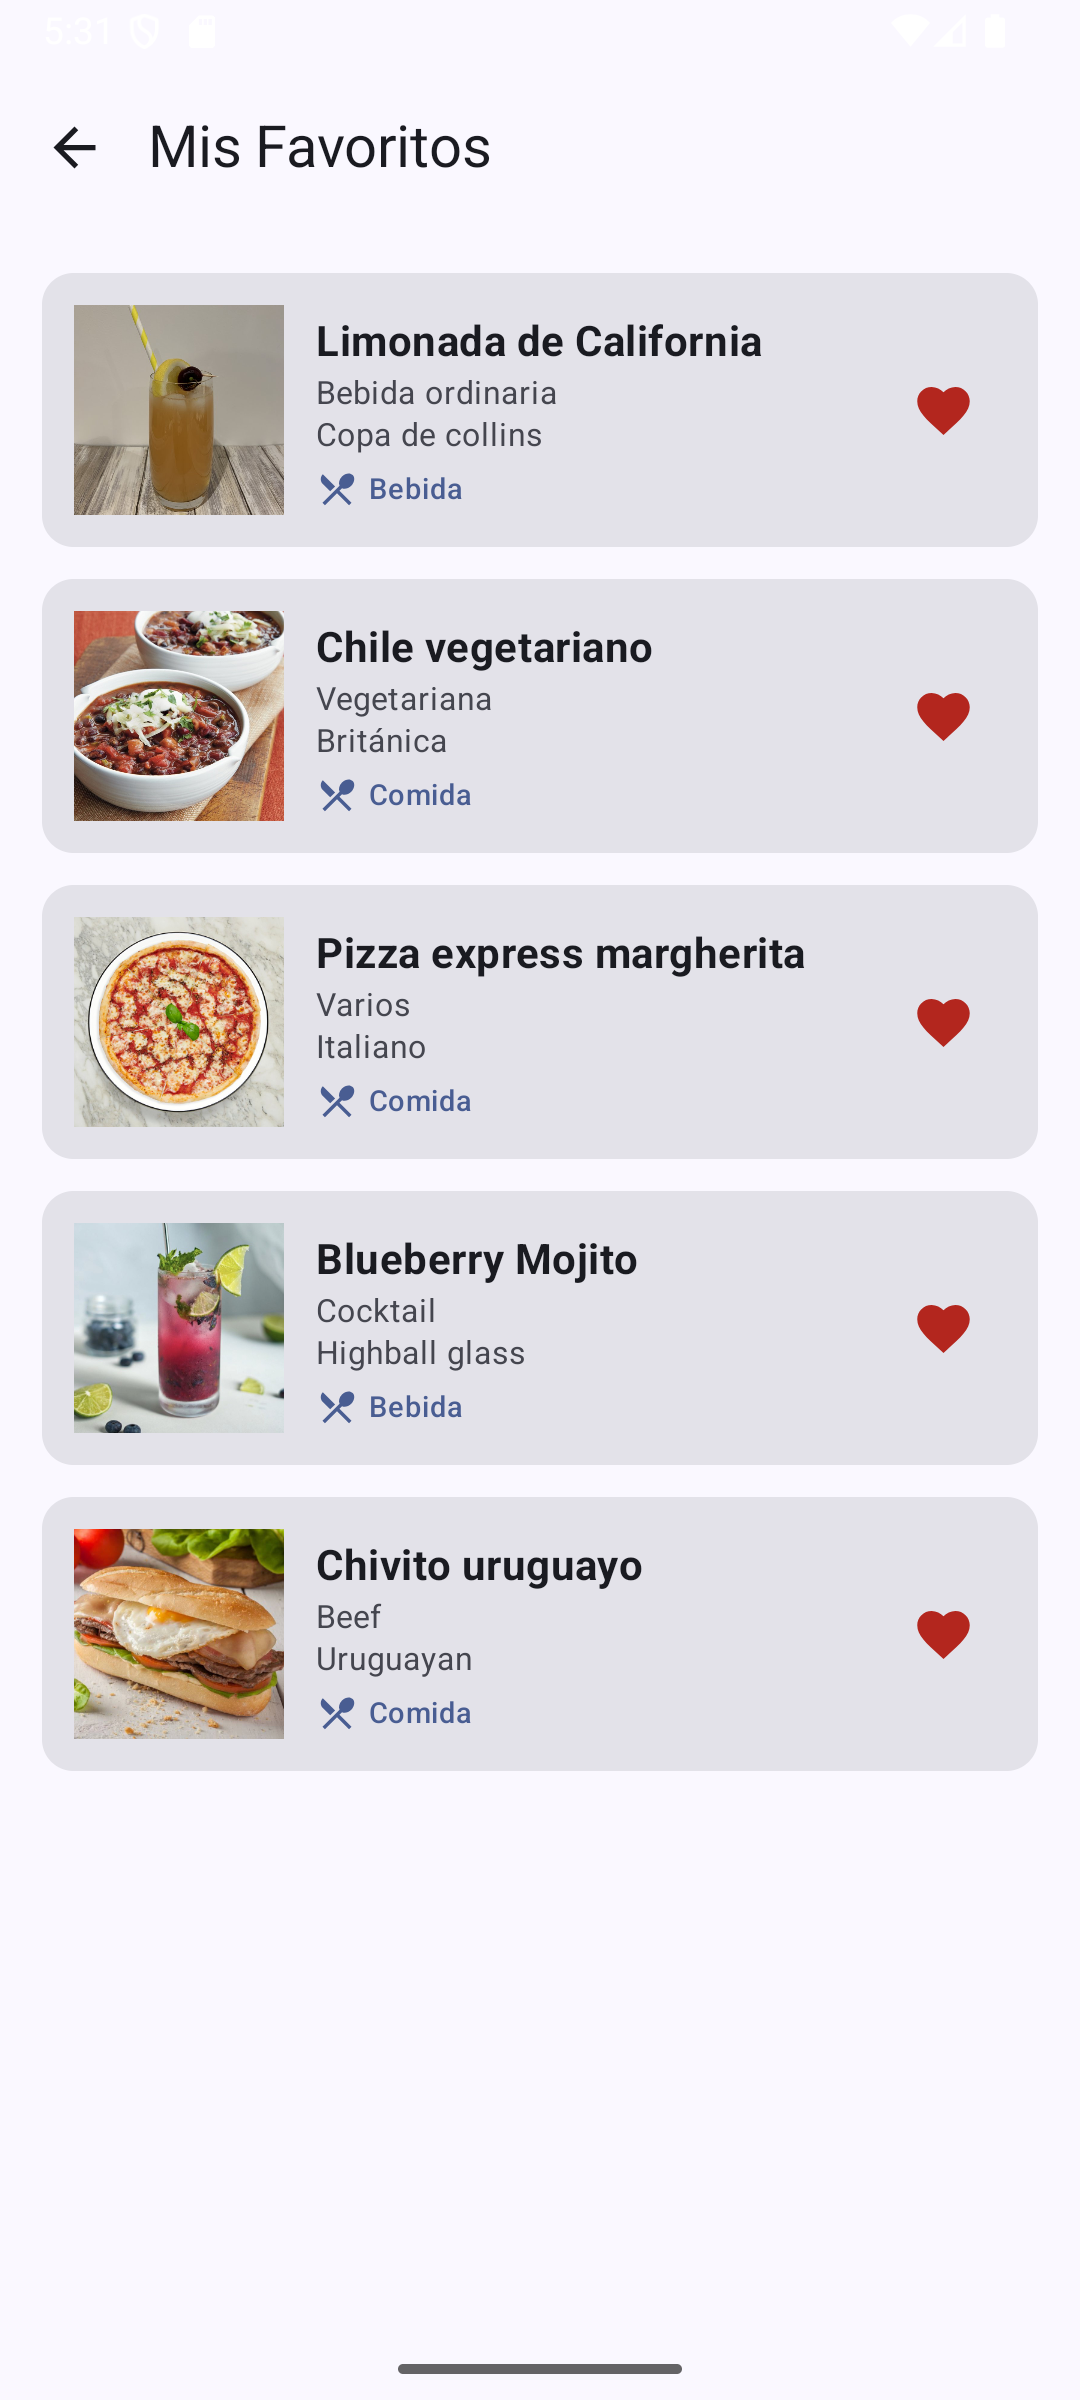 5:31
Mis Favoritos
Limonada de California
Bebida ordinaria
Copa de collins
Bebida
Chile vegetariano
Vegetariana
Británica
Comida
Pizza express margherita
Varios
Italiano
Comida
Blueberry Mojito
Cocktail
Highball glass
Bebida
Chivito uruguayo
Beef
Uruguayan
Comida